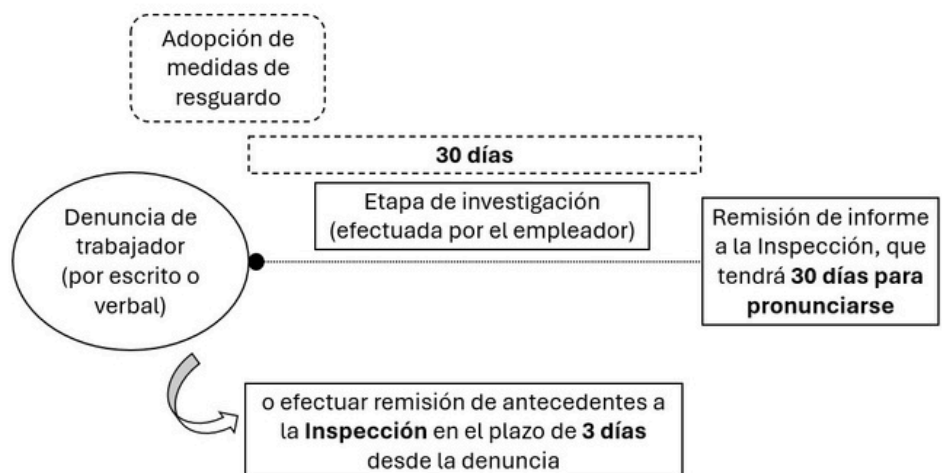 Adopción de
medidas de
resguardo
30 días
Etapa de investigación
(efectuada por el empleador)
Denuncia de
trabajador
(por escrito o
verbal)
Remisión de informe
a la Inspección, que
tendrá 30 días para
pronunciarse
o efectuar remisión de antecedentes a
la Inspección en el plazo de 3 días
desde la denuncia